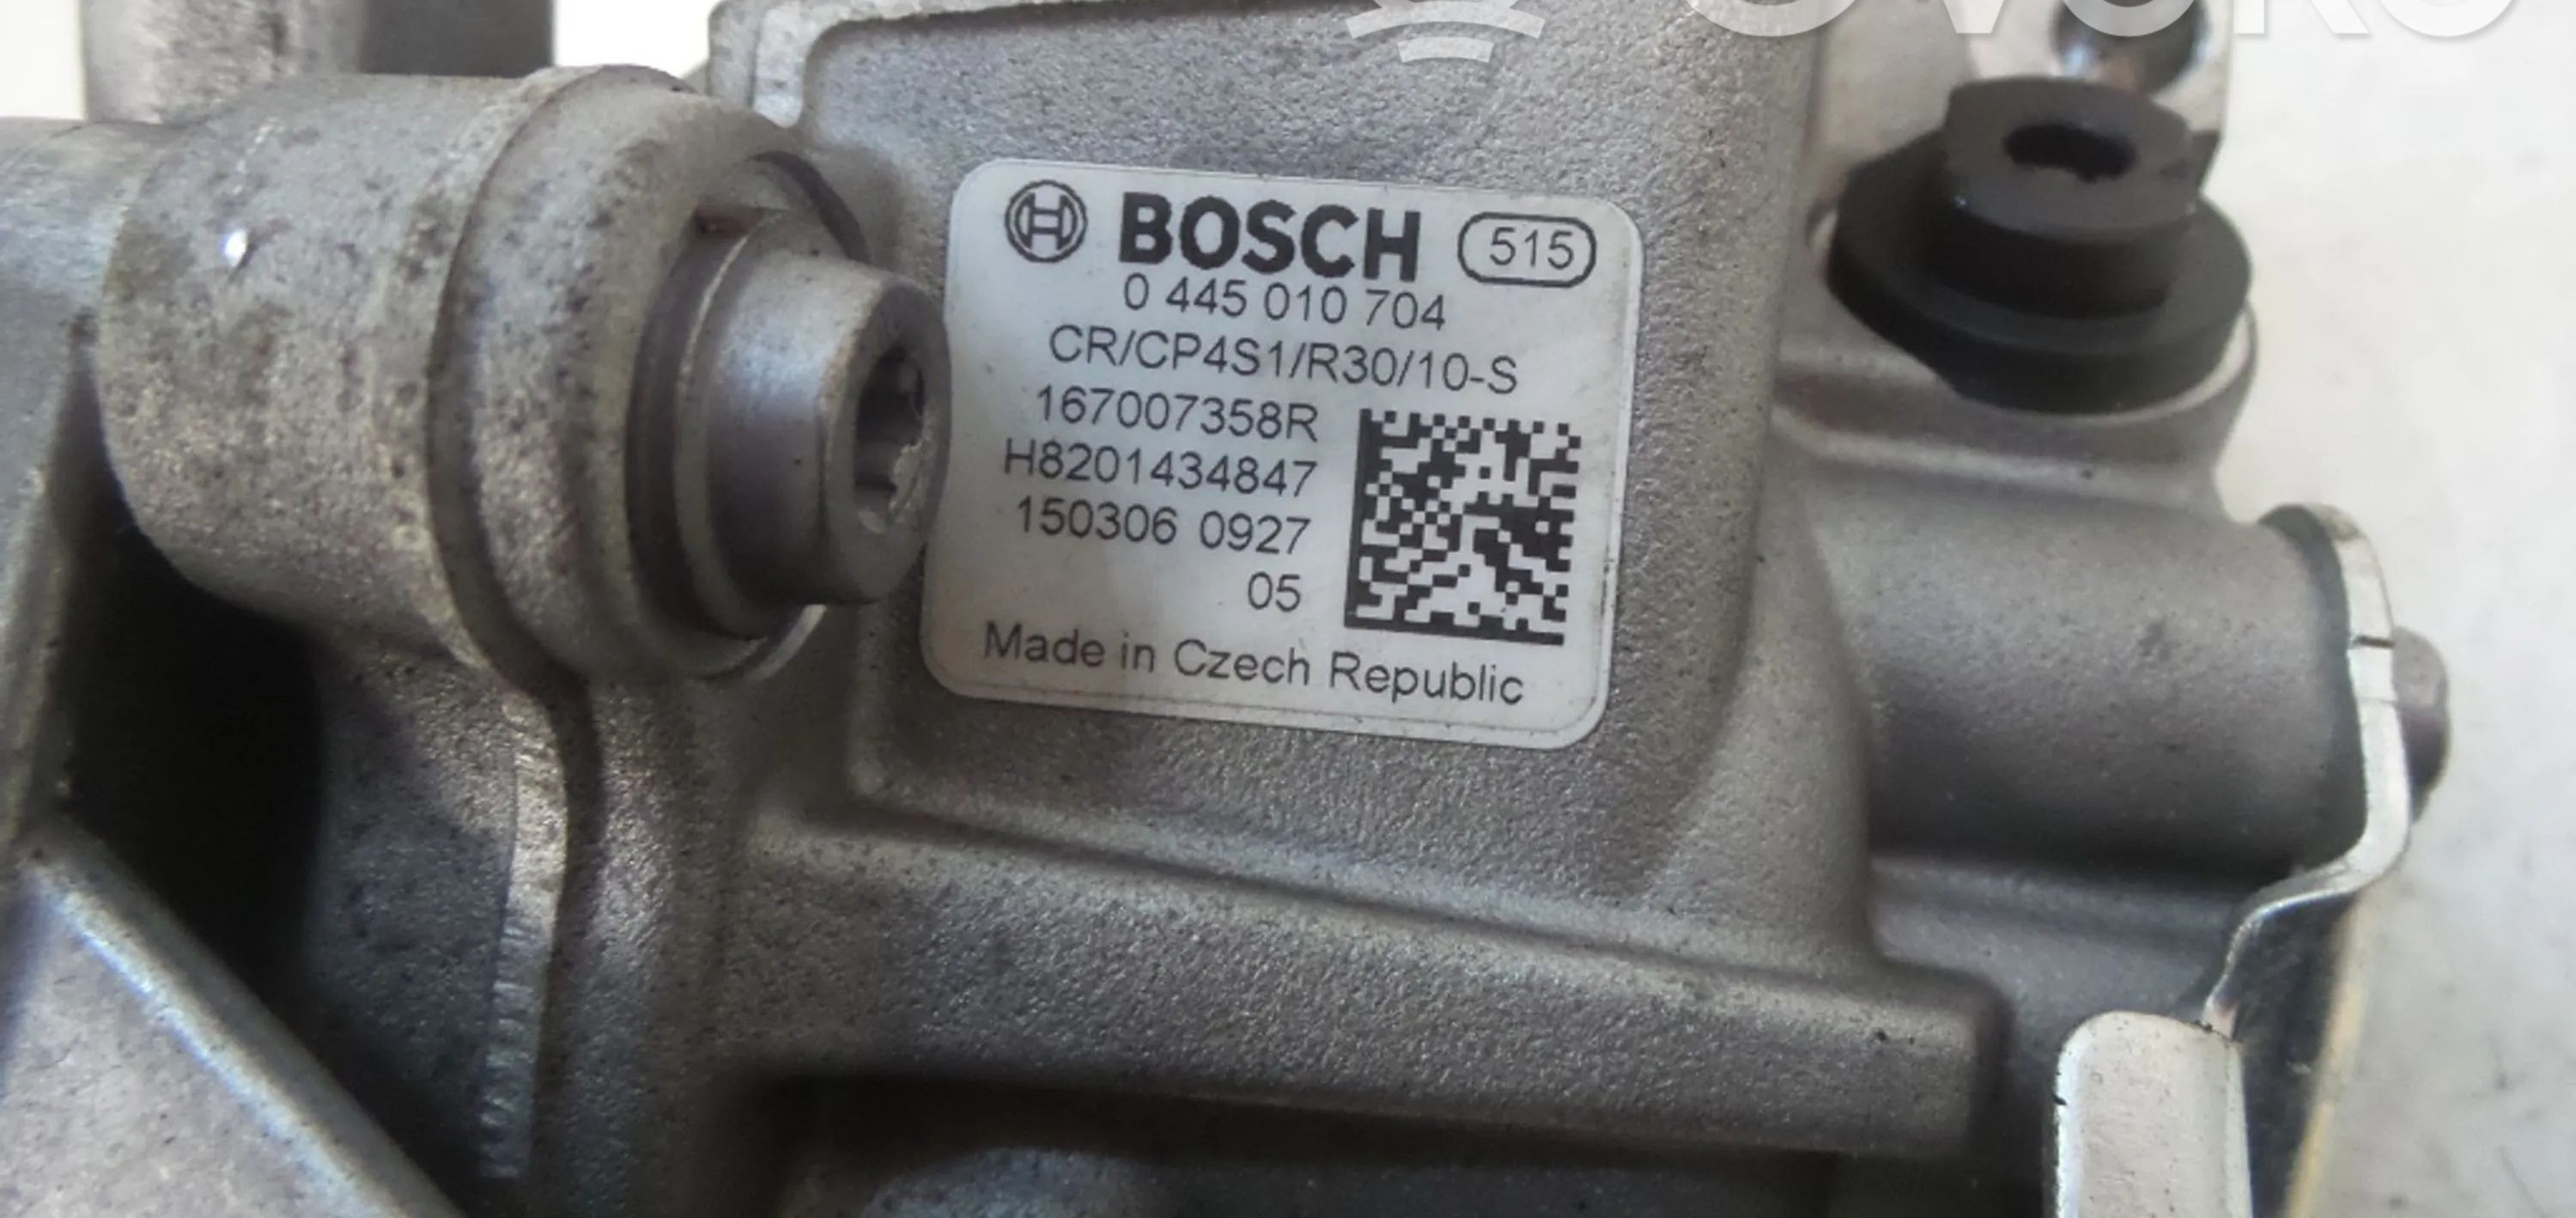 BOSCH 515
0 445 010 704
CR/CP4S1/R30/10-S
167007358R
H8201434847
150306 0927
05
Made in Czech Republic